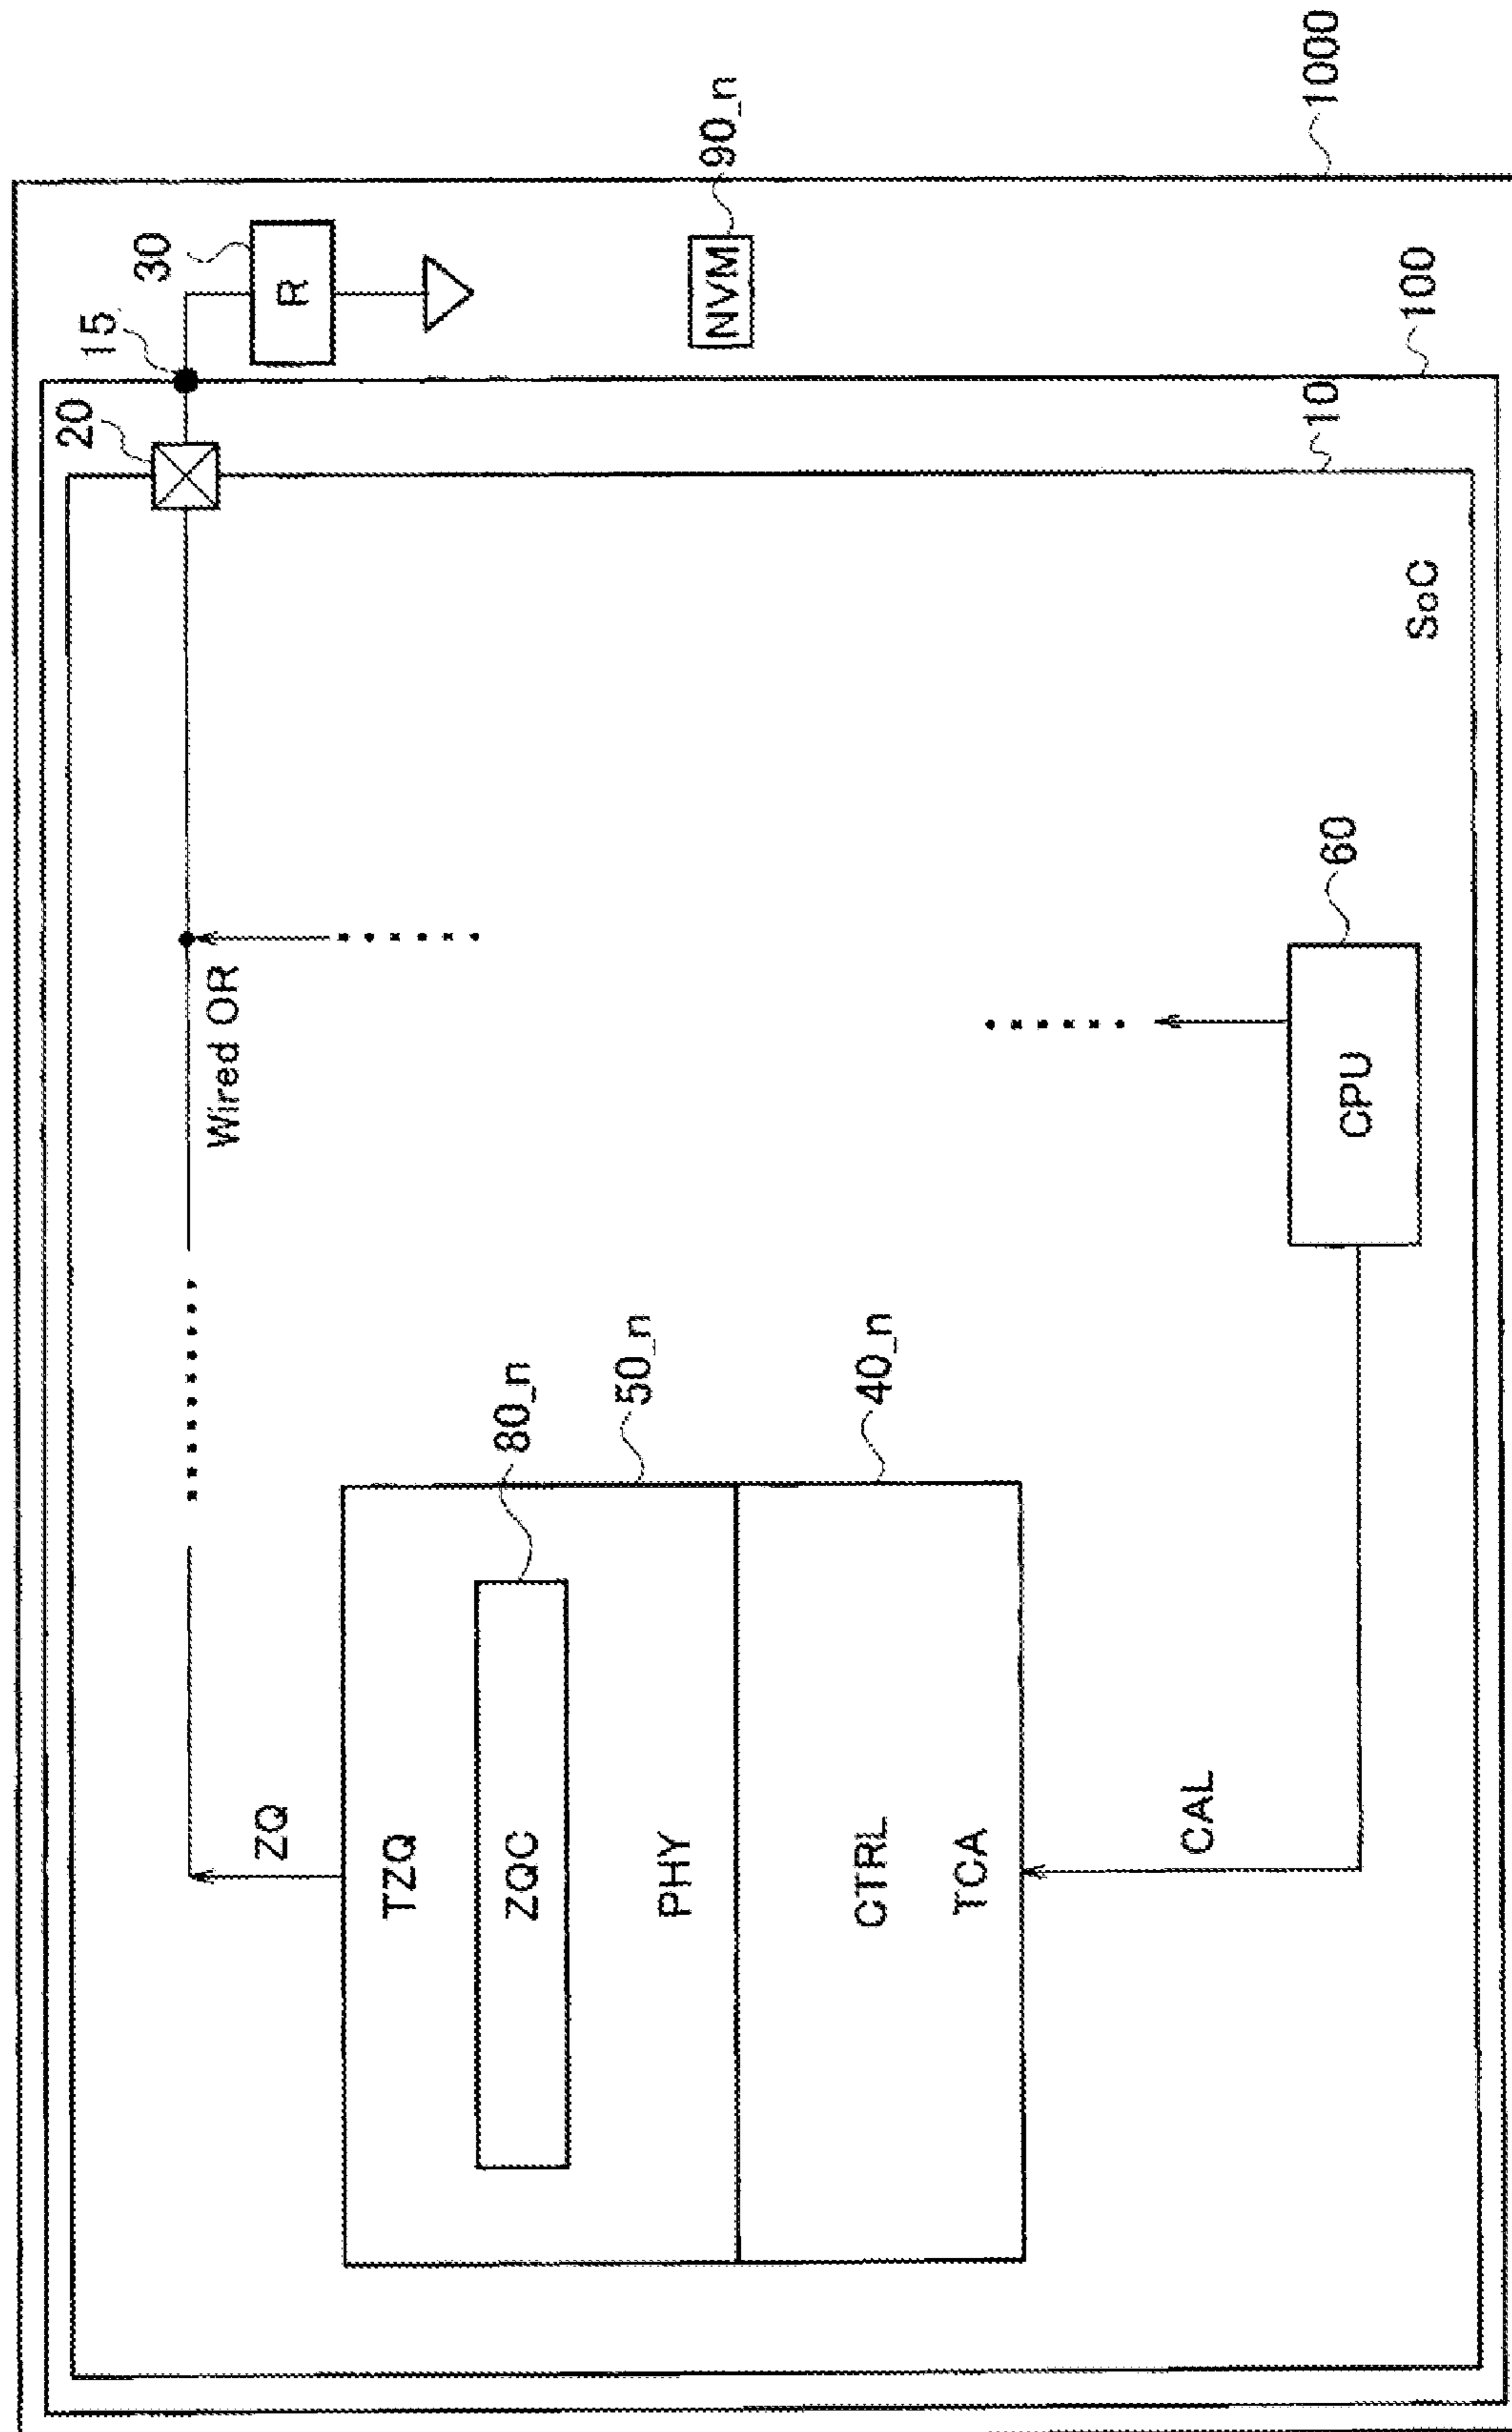 1000
100
10
SoC
20
15
30
R
NVM
90_n
Wired OR
60
CPU
ZQ
TZQ
80_n
ZQC
50_n
PHY
40_n
CTRL
TCA
CAL